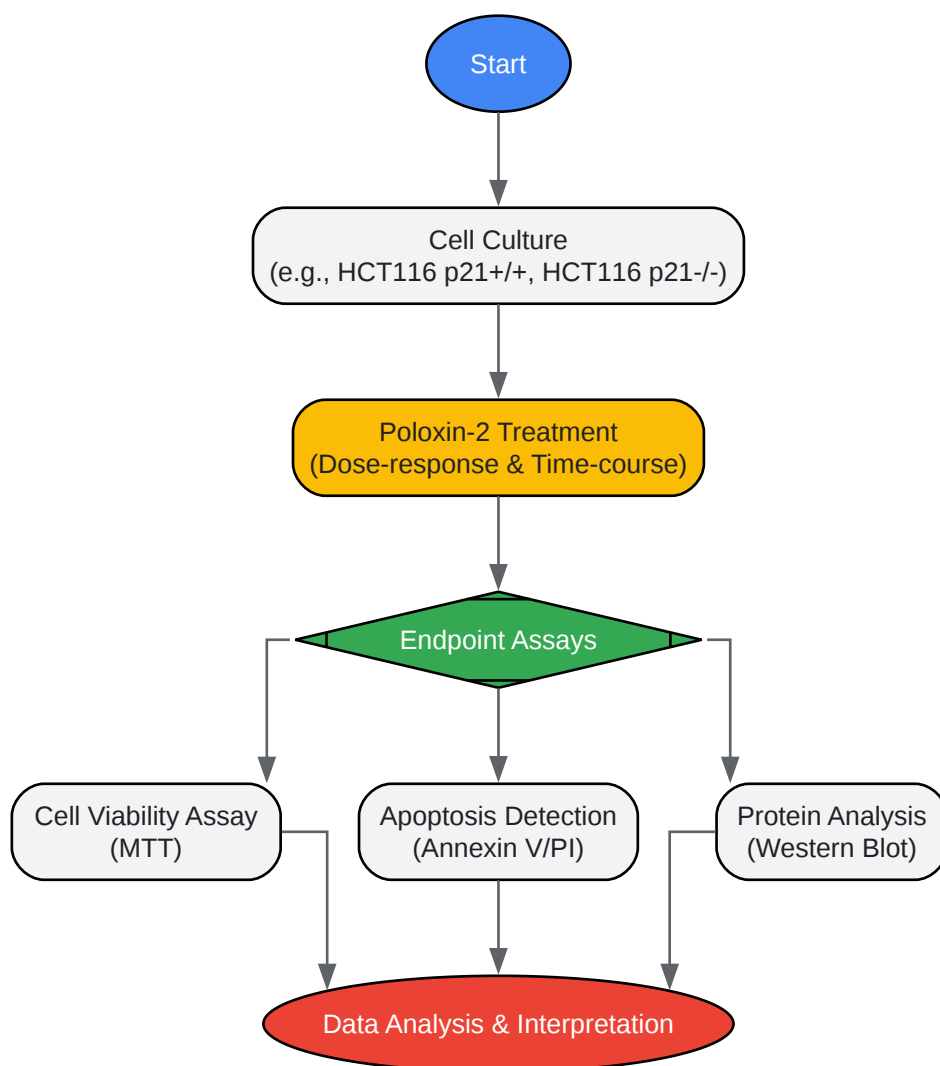 Start
Cell Culture
(e.g., HCT116 p21+/+, HCT116 p21-/-)
Poloxin-2 Treatment
(Dose-response & Time-course)
Endpoint Assays
Cell Viability Assay
(MTT)
Apoptosis Detection
(Annexin V/PI)
Protein Analysis
(Western Blot)
Data Analysis & Interpretation